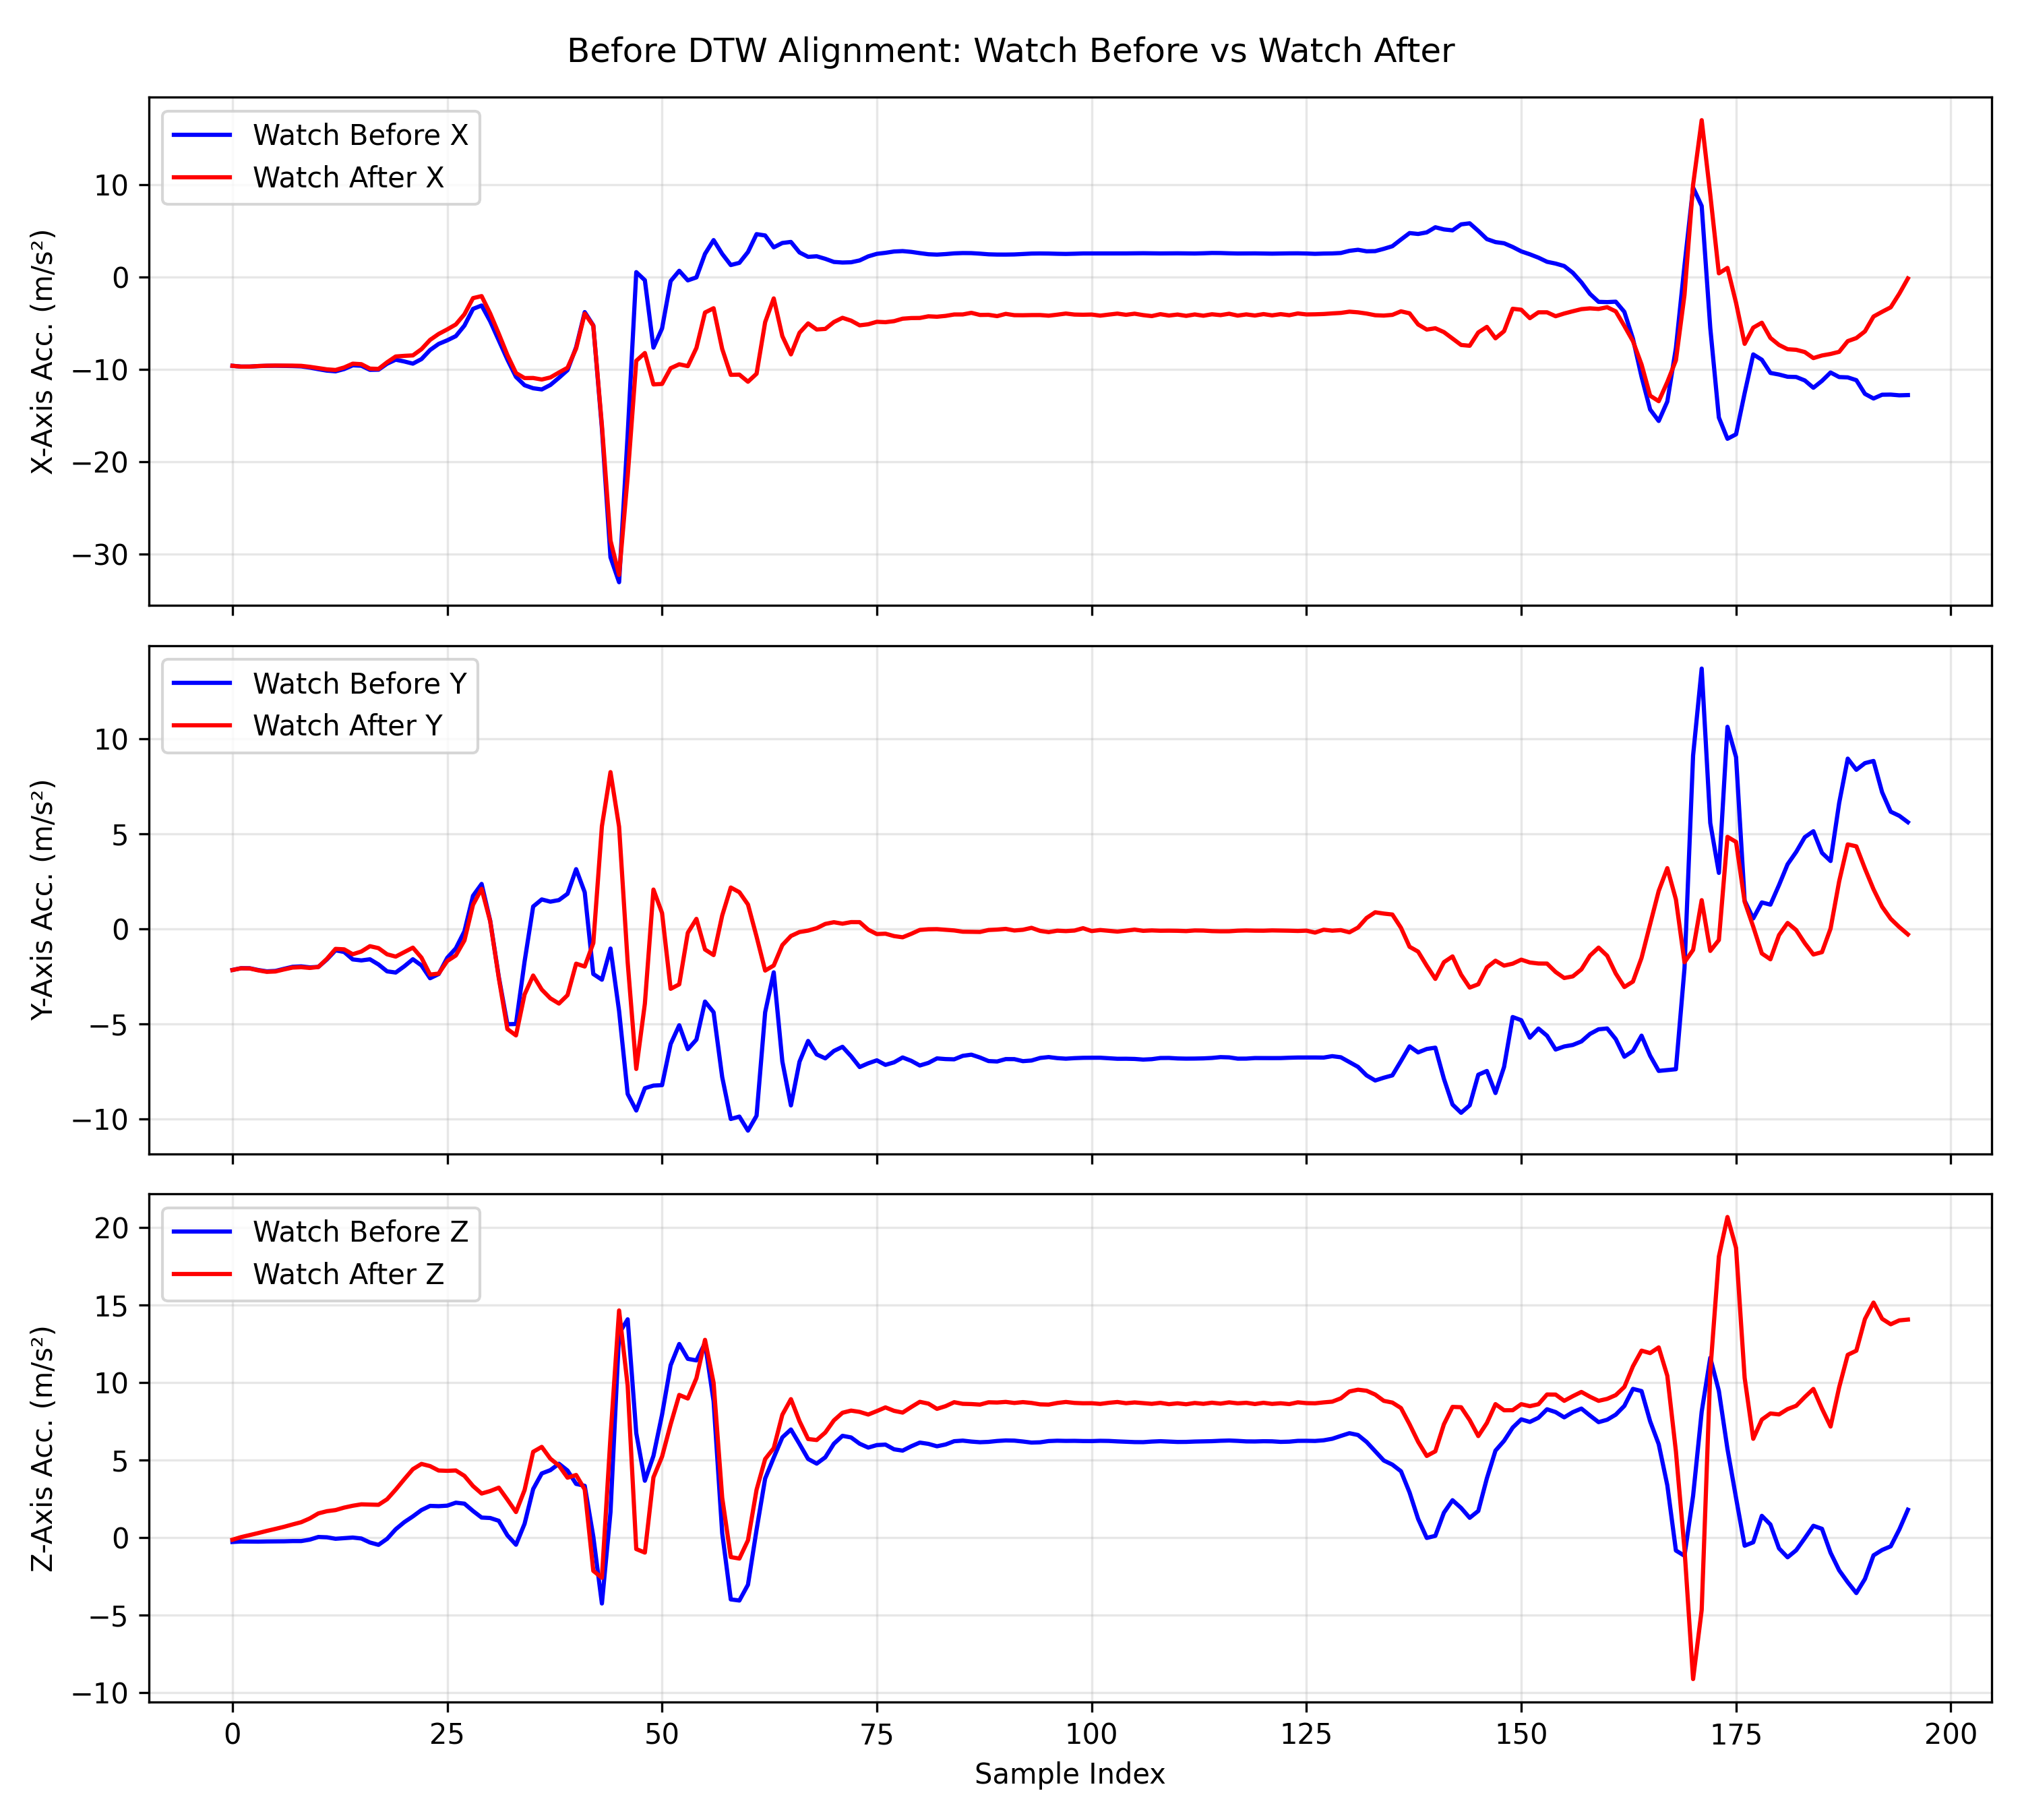 Before DTW Alignment: Watch Before vs Watch After
Watch Before X
Watch After X
10
0
−10
−20
−30
X-Axis Acc. (m/s²)
Watch Before Y
Watch After Y
10
5
0
−5
−10
Y-Axis Acc. (m/s²)
Watch Before Z
Watch After Z
20
15
10
5
0
−5
−10
Z-Axis Acc. (m/s²)
0 25 50 75 100 125 150 175 200
Sample Index